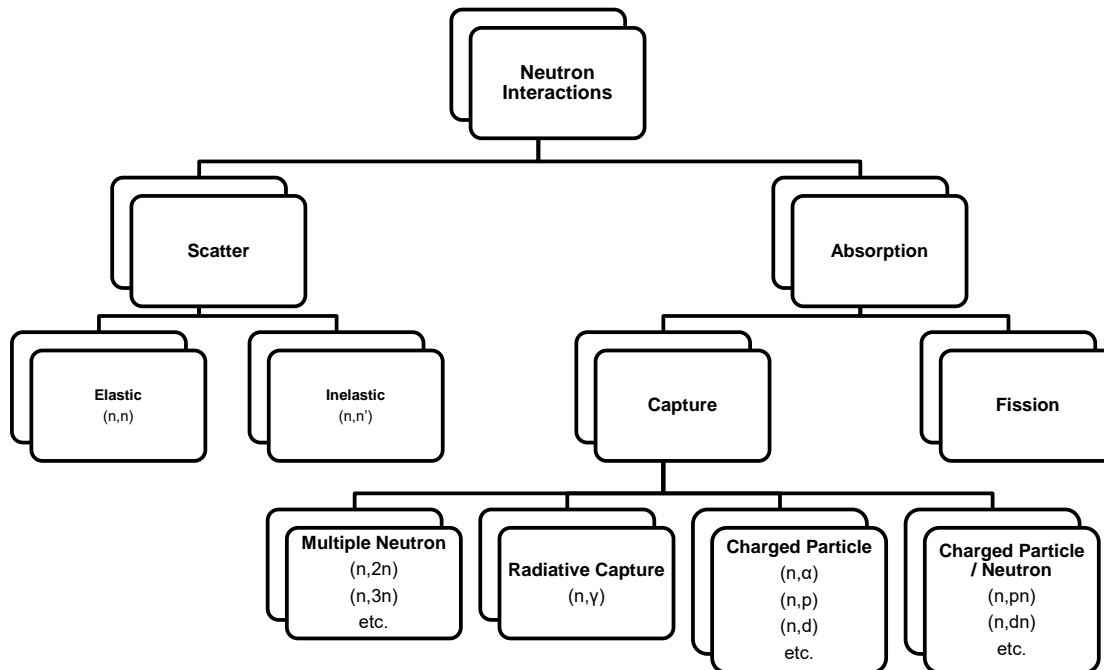 Neutron
Interactions
Scatter
Absorption
Elastic
(n,n)
Inelastic
(n,n’)
Capture
Fission
Multiple Neutron
(n,2n)
(n,3n)
etc.
Radiative Capture
(n,γ)
Charged Particle
(n,α)
(n,p)
(n,d)
etc.
Charged Particle
/ Neutron
(n,pn)
(n,dn)
etc.